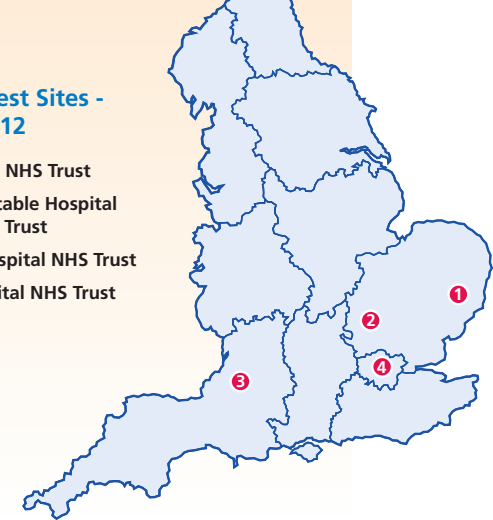 est Sites -
12
NHS Trust
table Hospital
Trust
spital NHS Trust
ital NHS Trust
1
2
4
3